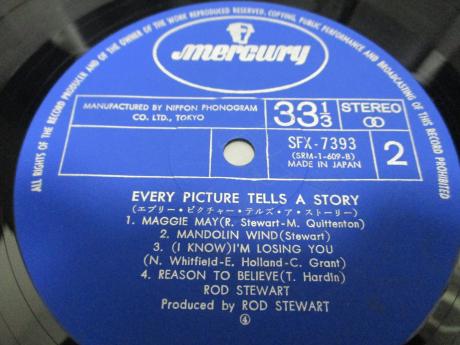 ALL RIGHTS OF THE RECORD PRODUCER AND OF THE OWNER OF THE WORK REPRODUCED RESERVED. COPYING, PUBLIC PERFORMANCE AND BROADCASTING OF THIS RECORD PROHIBITED
mercury
MANUFACTURED BY NIPPON PHONOGRAM
CO. LTD., TOKYO
33 1/3
STEREO
SFX-7393
(SRM-1-609-B)
MADE IN JAPAN
2
EVERY PICTURE TELLS A STORY
(エブリー・ピクチャー・テルズ・ア・ストーリー)
1. MAGGIE MAY(R. Stewart-M. Quittenton)
2. MANDOLIN WIND(Stewart)
3. (I KNOW)I'M LOSING YOU
(N. Whitfield-E. Holland-C. Grant)
4. REASON TO BELIEVE(T. Hardin)
ROD STEWART
Produced by ROD STEWART
④